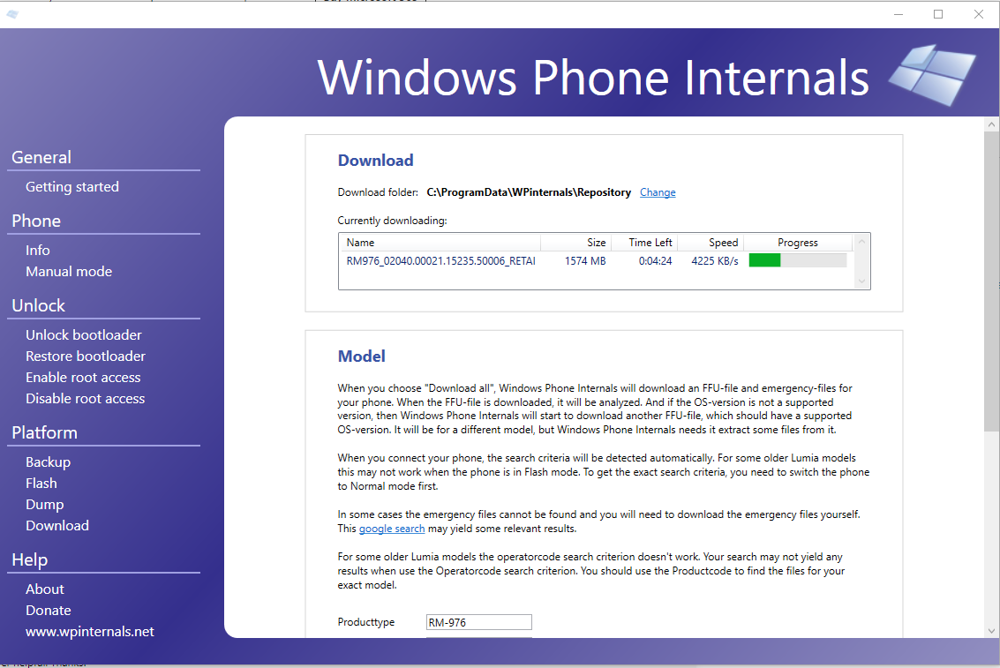 Windows Phone Internals
General
Getting started
Phone
Info
Manual mode
Unlock
Unlock bootloader
Restore bootloader
Enable root access
Disable root access
Platform
Backup
Flash
Dump
Download
Help
About
Donate
www.wpinternals.net
Download
Download folder: C:\ProgramData\WPinternals\Repository Change
Currently downloading:
Name Size Time Left Speed Progress
RM976_02040.00021.15235.50006_RETAI 1574 MB 0:04:24 4225 KB/s
Model
When you choose "Download all", Windows Phone Internals will download an FFU-file and emergency-files for
your phone. When the FFU-file is downloaded, it will be analyzed. And if the OS-version is not a supported
version, then Windows Phone Internals will start to download another FFU-file, which should have a supported
OS-version. It will be for a different model, but Windows Phone Internals needs it extract some files from it.
When you connect your phone, the search criteria will be detected automatically. For some older Lumia models
this may not work when the phone is in Flash mode. To get the exact search criteria, you need to switch the phone
to Normal mode first.
In some cases the emergency files cannot be found and you will need to download the emergency files yourself.
This google search may yield some relevant results.
For some older Lumia models the operatorcode search criterion doesn't work. Your search may not yield any
results when use the Operatorcode search criterion. You should use the Productcode to find the files for your
exact model.
Producttype RM-976